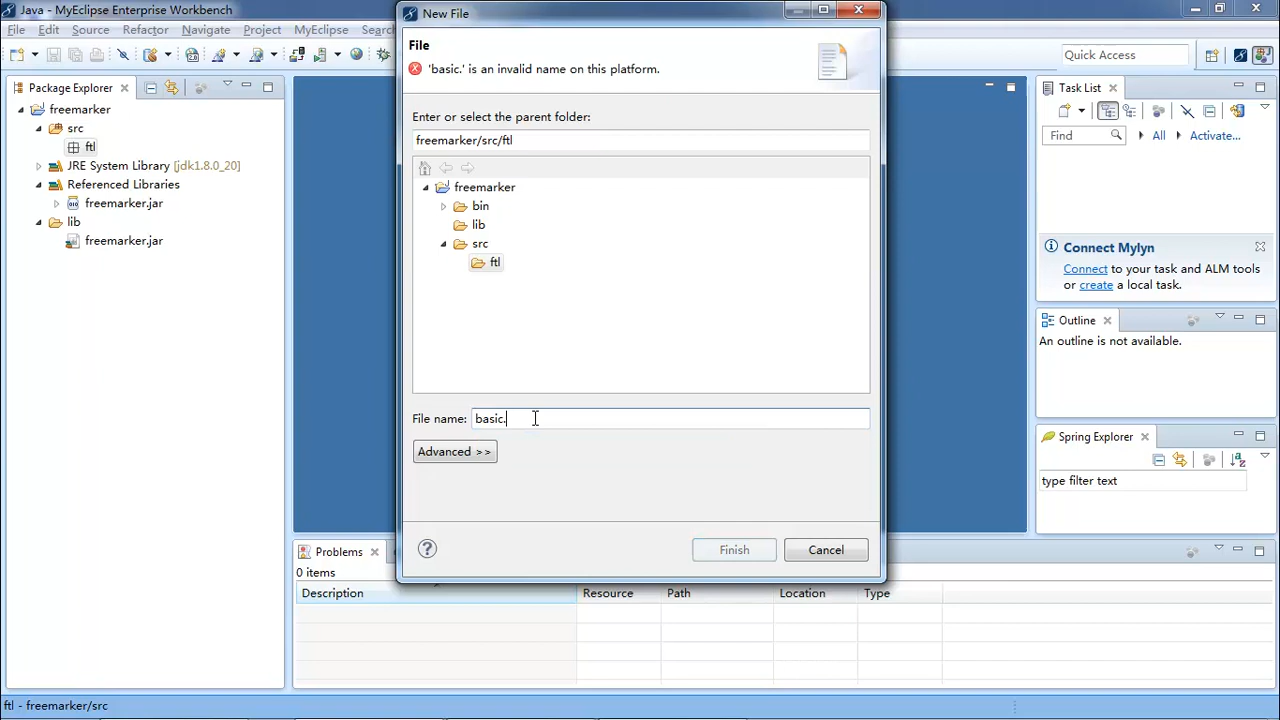 Java - MyEclipse Enterprise Workbench
File Edit Source Refactor Navigate Project MyEclipse Search
Quick Access
New File
File
'basic.' is an invalid name on this platform.
Enter or select the parent folder:
freemarker/src/ftl
freemarker
bin
lib
src
ftl
File name: basic.
Advanced >>
Finish
Cancel
Package Explorer
freemarker
src
ftl
JRE System Library [jdk1.8.0_20]
Referenced Libraries
freemarker.jar
lib
freemarker.jar
Task List
Find
All
Activate...
Connect Mylyn
Connect to your task and ALM tools
or create a local task.
Outline
An outline is not available.
Spring Explorer
type filter text
Problems
0 items
Description Resource Path Location Type
ftl - freemarker/src